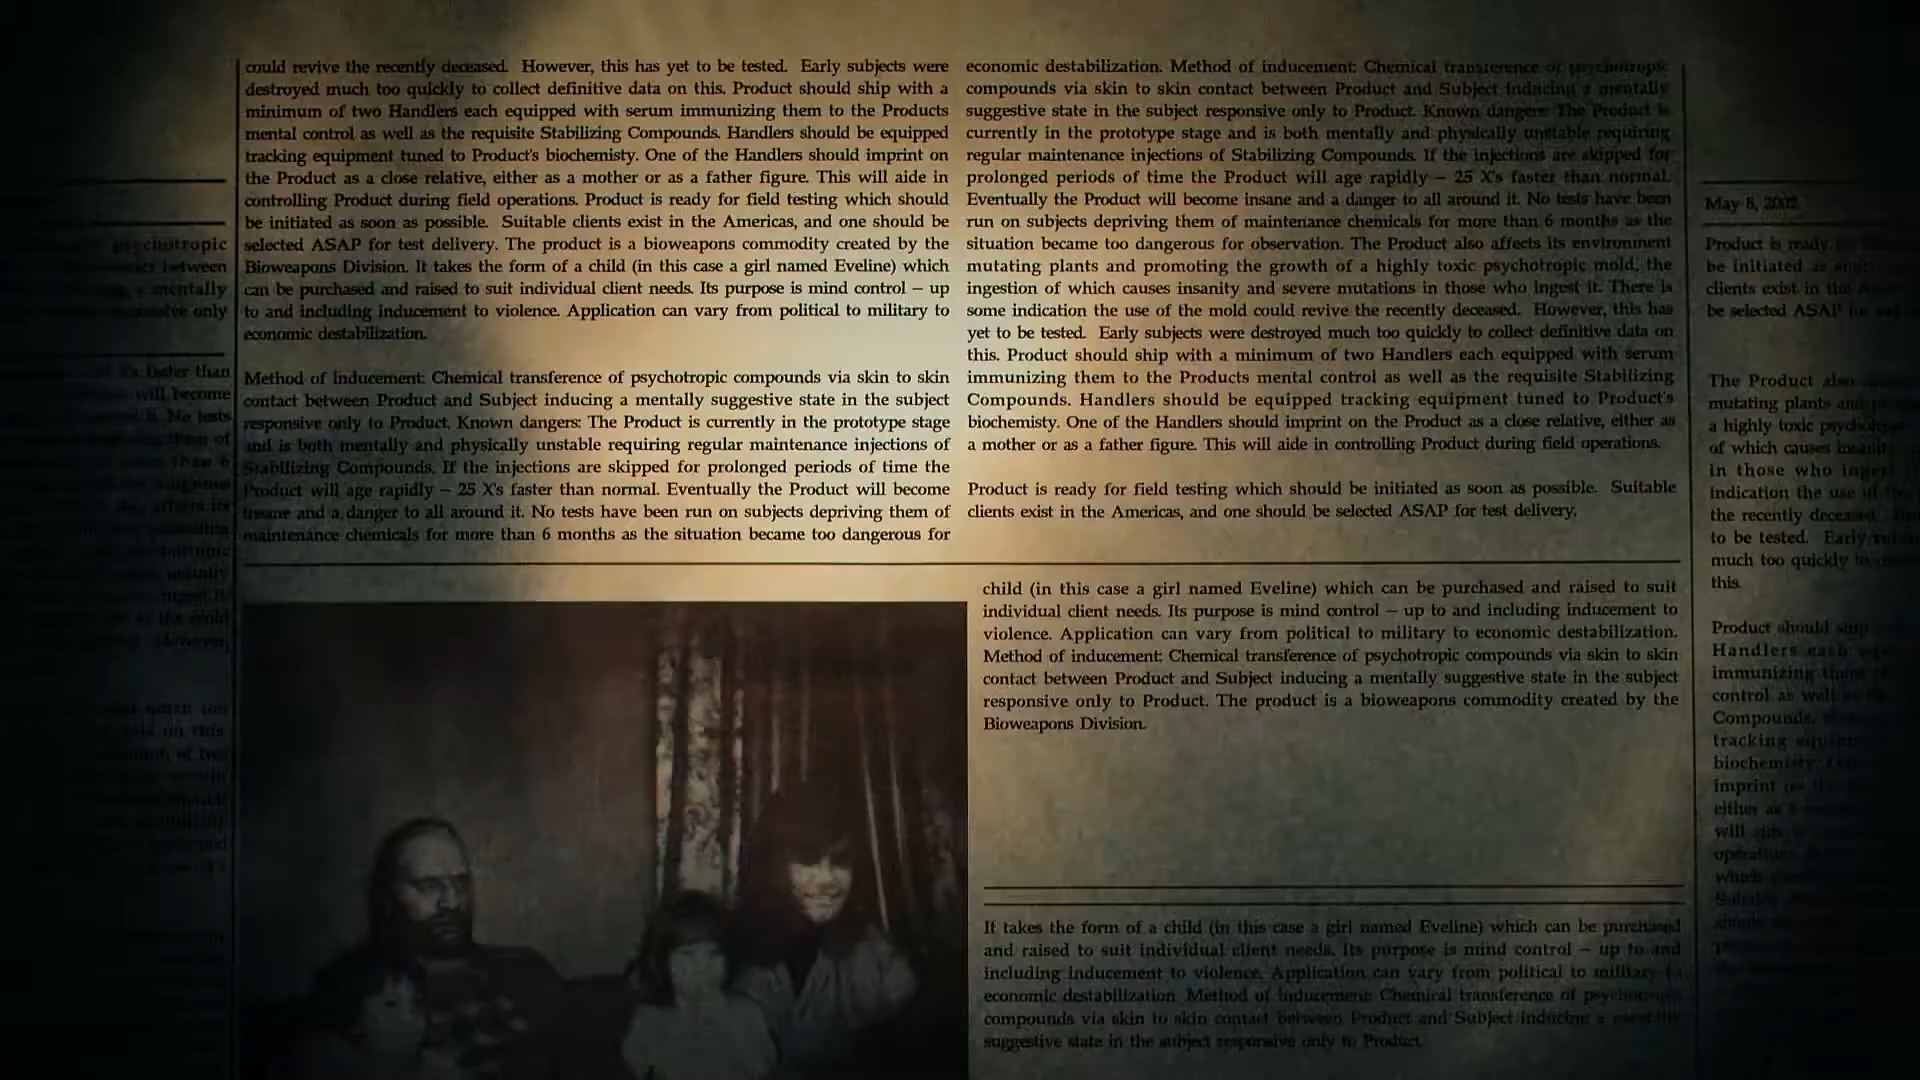 could revive the recently deceased. However, this has yet to be tested. Early subjects were
destroyed much too quickly to collect definitive data on this. Product should ship with a
minimum of two Handlers each equipped with serum immunizing them to the Products
mental control as well as the requisite Stabilizing Compounds. Handlers should be equipped
tracking equipment tuned to Product's biochemisty. One of the Handlers should imprint on
the Product as a close relative, either as a mother or as a father figure. This will aide in
controlling Product during field operations. Product is ready for field testing which should
be initiated as soon as possible. Suitable clients exist in the Americas, and one should be
selected ASAP for test delivery. The product is a bioweapons commodity created by the
Bioweapons Division. It takes the form of a child (in this case a girl named Eveline) which
can be purchased and raised to suit individual client needs. Its purpose is mind control – up
to and including inducement to violence. Application can vary from political to military to
economic destabilization.
Method of inducement: Chemical transference of psychotropic compounds via skin to skin
contact between Product and Subject inducing a mentally suggestive state in the subject
responsive only to Product. Known dangers: The Product is currently in the prototype stage
and is both mentally and physically unstable requiring regular maintenance injections of
Stabilizing Compounds. If the injections are skipped for prolonged periods of time the
Product will age rapidly – 25 X's faster than normal. Eventually the Product will become
insane and a danger to all around it. No tests have been run on subjects depriving them of
maintenance chemicals for more than 6 months as the situation became too dangerous for
economic destabilization. Method of inducement: Chemical transference of psychotropic
compounds via skin to skin contact between Product and Subject inducing a mentally
suggestive state in the subject responsive only to Product. Known dangers: The Product is
currently in the prototype stage and is both mentally and physically unstable requiring
regular maintenance injections of Stabilizing Compounds. If the injections are skipped for
prolonged periods of time the Product will age rapidly – 25 X's faster than normal.
Eventually the Product will become insane and a danger to all around it. No tests have been
run on subjects depriving them of maintenance chemicals for more than 6 months as the
situation became too dangerous for observation. The Product also affects its environment
mutating plants and promoting the growth of a highly toxic psychotropic mold, the
ingestion of which causes insanity and severe mutations in those who ingest it. There is
some indication the use of the mold could revive the recently deceased. However, this has
yet to be tested. Early subjects were destroyed much too quickly to collect definitive data on
this. Product should ship with a minimum of two Handlers each equipped with serum
immunizing them to the Products mental control as well as the requisite Stabilizing
Compounds. Handlers should be equipped tracking equipment tuned to Product's
biochemisty. One of the Handlers should imprint on the Product as a close relative, either as
a mother or as a father figure. This will aide in controlling Product during field operations.
Product is ready for field testing which should be initiated as soon as possible. Suitable
clients exist in the Americas, and one should be selected ASAP for test delivery.
child (in this case a girl named Eveline) which can be purchased and raised to suit
individual client needs. Its purpose is mind control – up to and including inducement to
violence. Application can vary from political to military to economic destabilization.
Method of inducement: Chemical transference of psychotropic compounds via skin to skin
contact between Product and Subject inducing a mentally suggestive state in the subject
responsive only to Product. The product is a bioweapons commodity created by the
Bioweapons Division.
It takes the form of a child (in this case a girl named Eveline) which can be purchased
and raised to suit individual client needs. Its purpose is mind control – up to and
including inducement to violence. Application can vary from political to military to
economic destabilization. Method of inducement: Chemical transference of psychotropic
compounds via skin to skin contact between Product and Subject inducing a mentally
suggestive state in the subject responsive only to Product.
psychotropic
between
mentally
only
faster than
will become
No tests
them of
May 8, 2002
Product is ready
be initiated as
clients exist in the
be selected ASAP
The Product also
mutating plants
a highly toxic
of which causes
in those who ingest
indication the use of
the recently deceased.
to be tested. Early
much too quickly to
this.
Product should ship
Handlers each
immunizing them
control as well as
Compounds.
tracking
biochemisty.
imprint
either as a
will
operations.
which